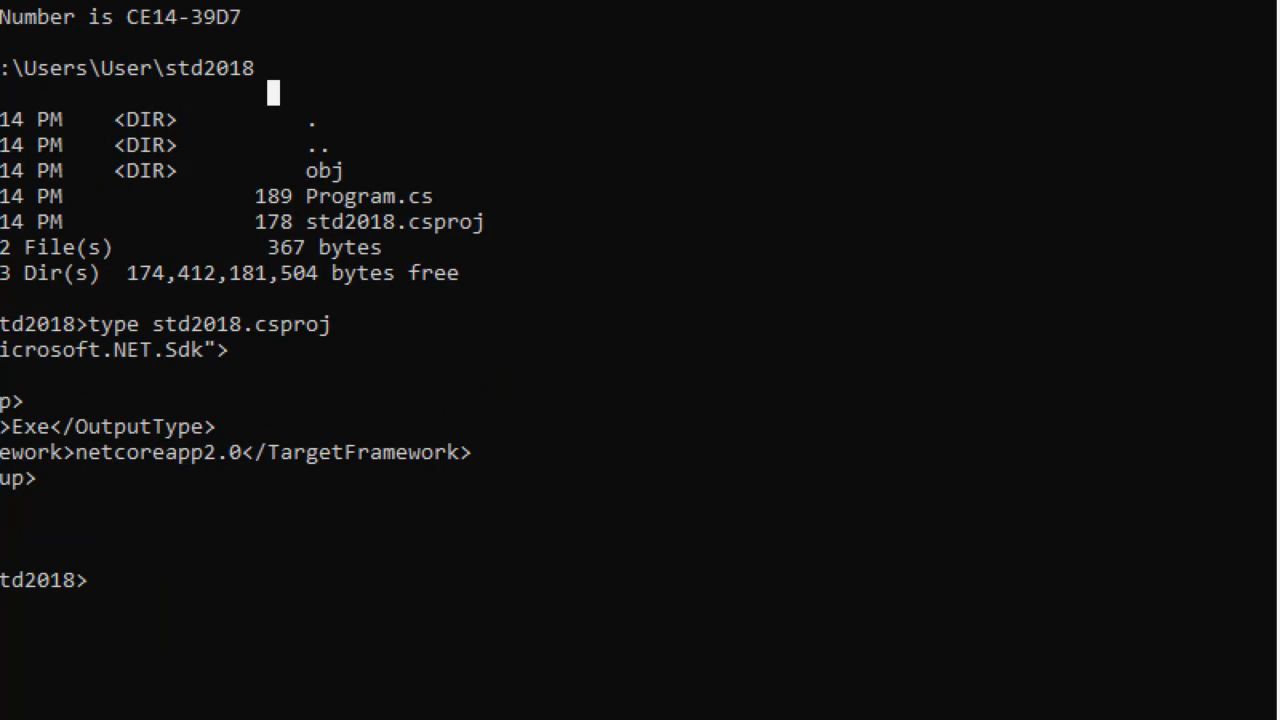 Number is CE14-39D7
:\Users\User\std2018
14 PM <DIR> .
14 PM <DIR> ..
14 PM <DIR> obj
14 PM 189 Program.cs
14 PM 178 std2018.csproj
2 File(s) 367 bytes
3 Dir(s) 174,412,181,504 bytes free
td2018>type std2018.csproj
icrosoft.NET.Sdk">
p>
>Exe</OutputType>
ework>netcoreapp2.0</TargetFramework>
up>
td2018>